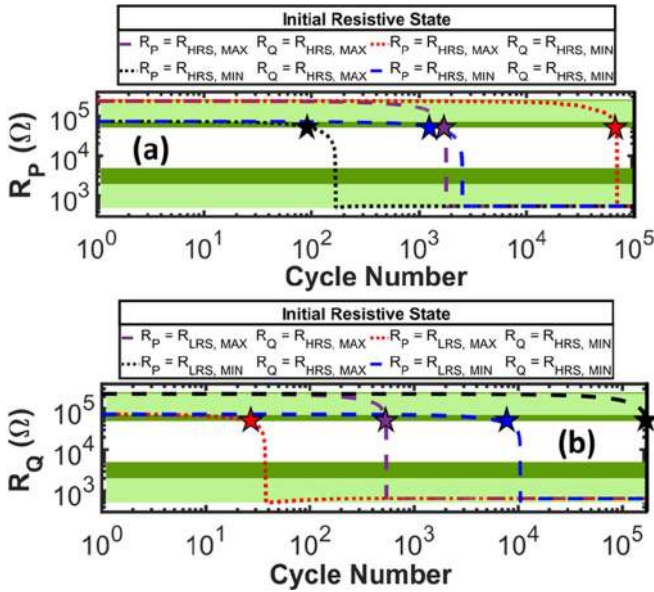 Initial Resistive State
R_P = R_HRS, MAX R_Q = R_HRS, MAX R_P = R_HRS, MAX R_Q = R_HRS, MIN
R_P = R_HRS, MIN R_Q = R_HRS, MAX R_P = R_HRS, MIN R_Q = R_HRS, MIN
R_P (Ω)
10^5
10^4
10^3
(a)
10^0 10^1 10^2 10^3 10^4 10^5
Cycle Number
Initial Resistive State
R_P = R_LRS, MAX R_Q = R_HRS, MAX R_P = R_LRS, MAX R_Q = R_HRS, MIN
R_P = R_LRS, MIN R_Q = R_HRS, MAX R_P = R_LRS, MIN R_Q = R_HRS, MIN
R_Q (Ω)
10^5
10^4
10^3
(b)
10^0 10^1 10^2 10^3 10^4 10^5
Cycle Number